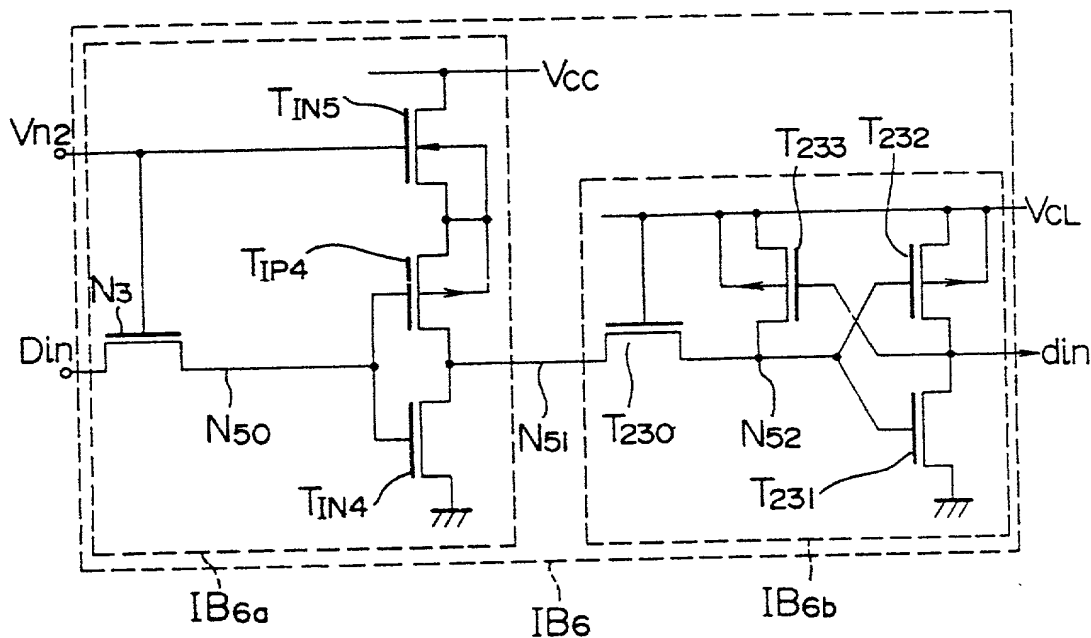 Vcc
TIN5
Vn2
T233
T232
VCL
TIP4
N3
Din
din
N50
N51
T230
N52
TIN4
T231
IB6a
IB6
IB6b